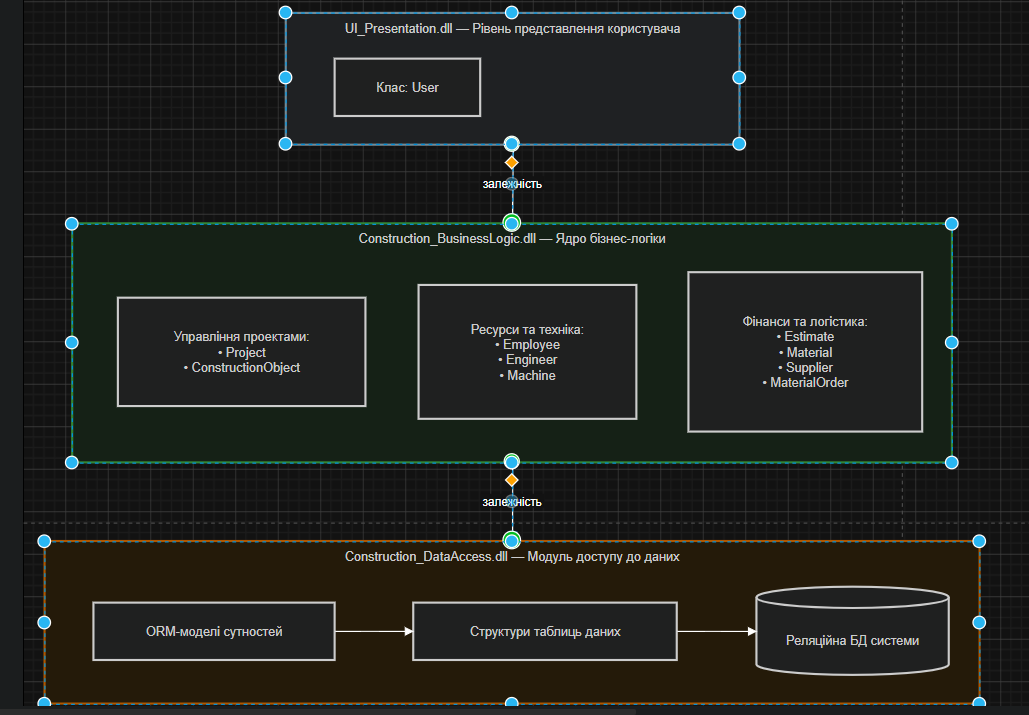 UI_Presentation.dll — Рівень представлення користувача
Клас: User
залежність
Construction_BusinessLogic.dll — Ядро бізнес-логіки
Управління проектами:
• Project
• ConstructionObject
Ресурси та техніка:
• Employee
• Engineer
• Machine
Фінанси та логістика:
• Estimate
• Material
• Supplier
• MaterialOrder
залежність
Construction_DataAccess.dll — Модуль доступу до даних
ORM-моделі сутностей
Структури таблиць даних
Реляційна БД системи